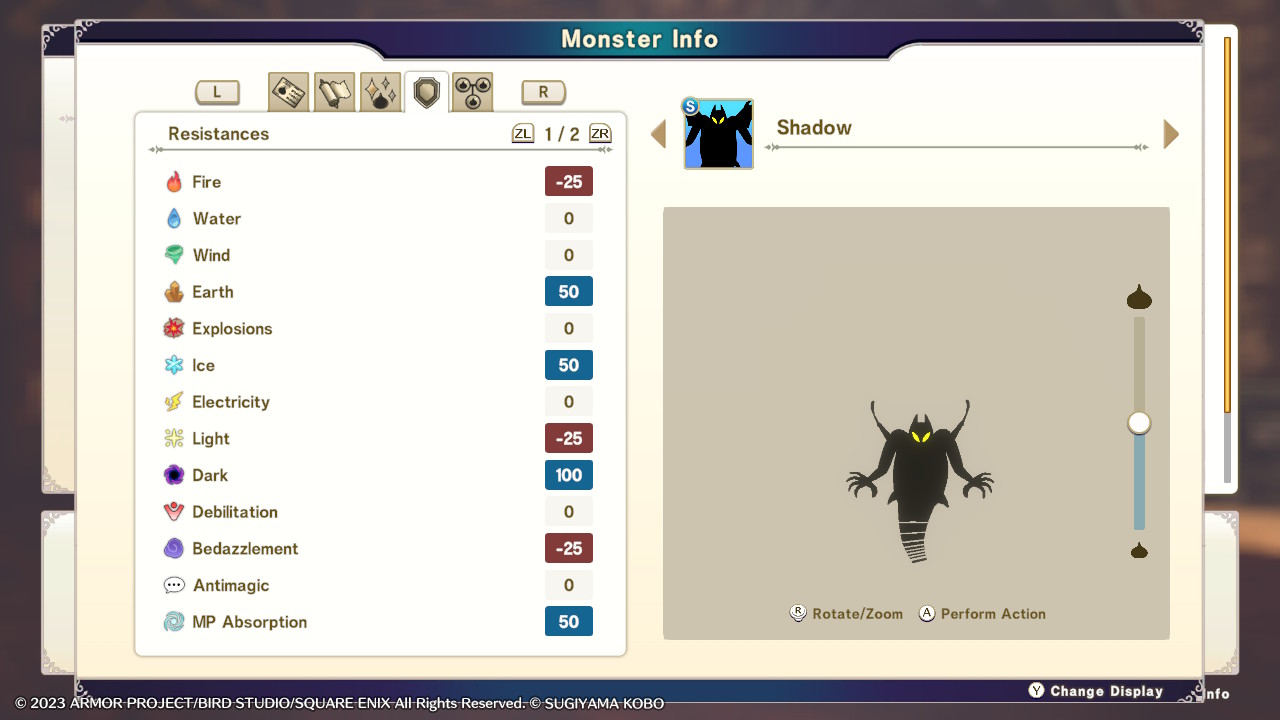 Monster Info
L R
Resistances ZL 1 / 2 ZR
Fire -25
Water 0
Wind 0
Earth 50
Explosions 0
Ice 50
Electricity 0
Light -25
Dark 100
Debilitation 0
Bedazzlement -25
Antimagic 0
MP Absorption 50
S
Shadow
R Rotate/Zoom A Perform Action
Y Change Display
Info
© 2023 ARMOR PROJECT/BIRD STUDIO/SQUARE ENIX All Rights Reserved. © SUGIYAMA KOBO